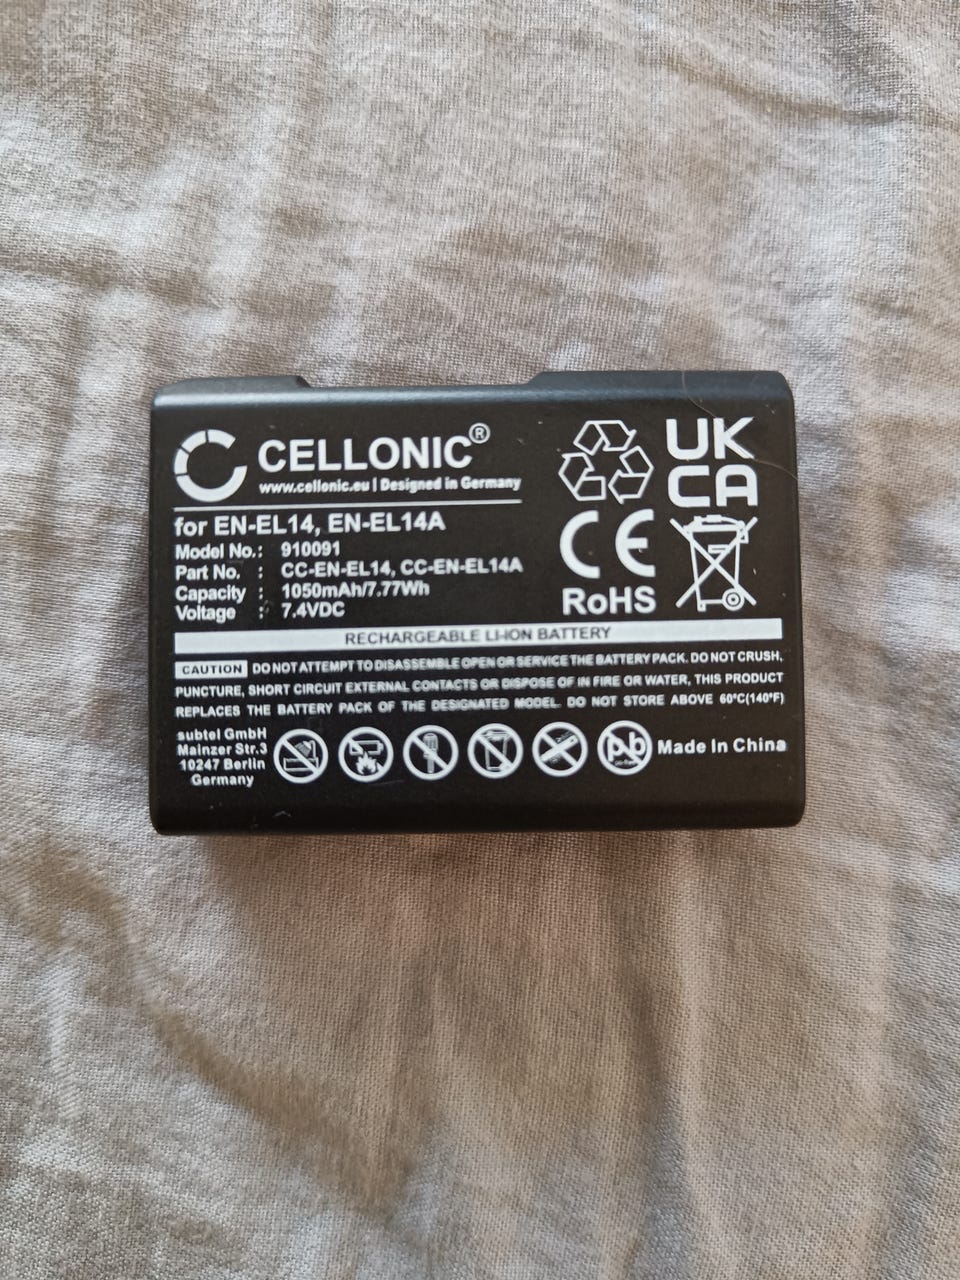 CELLONIC®
www.cellonic.eu | Designed in Germany
for EN-EL14, EN-EL14A
Model No.: 910091
Part No. : CC-EN-EL14, CC-EN-EL14A
Capacity : 1050mAh/7.77Wh
Voltage : 7.4VDC
UK
CA
CE
RoHS
RECHARGEABLE LI-ION BATTERY
CAUTION DO NOT ATTEMPT TO DISASSEMBLE OPEN OR SERVICE THE BATTERY PACK. DO NOT CRUSH,
PUNCTURE, SHORT CIRCUIT EXTERNAL CONTACTS OR DISPOSE OF IN FIRE OR WATER, THIS PRODUCT
REPLACES THE BATTERY PACK OF THE DESIGNATED MODEL. DO NOT STORE ABOVE 60°C(140°F)
subtel GmbH
Mainzer Str.3
10247 Berlin
Germany
pb
Made In China